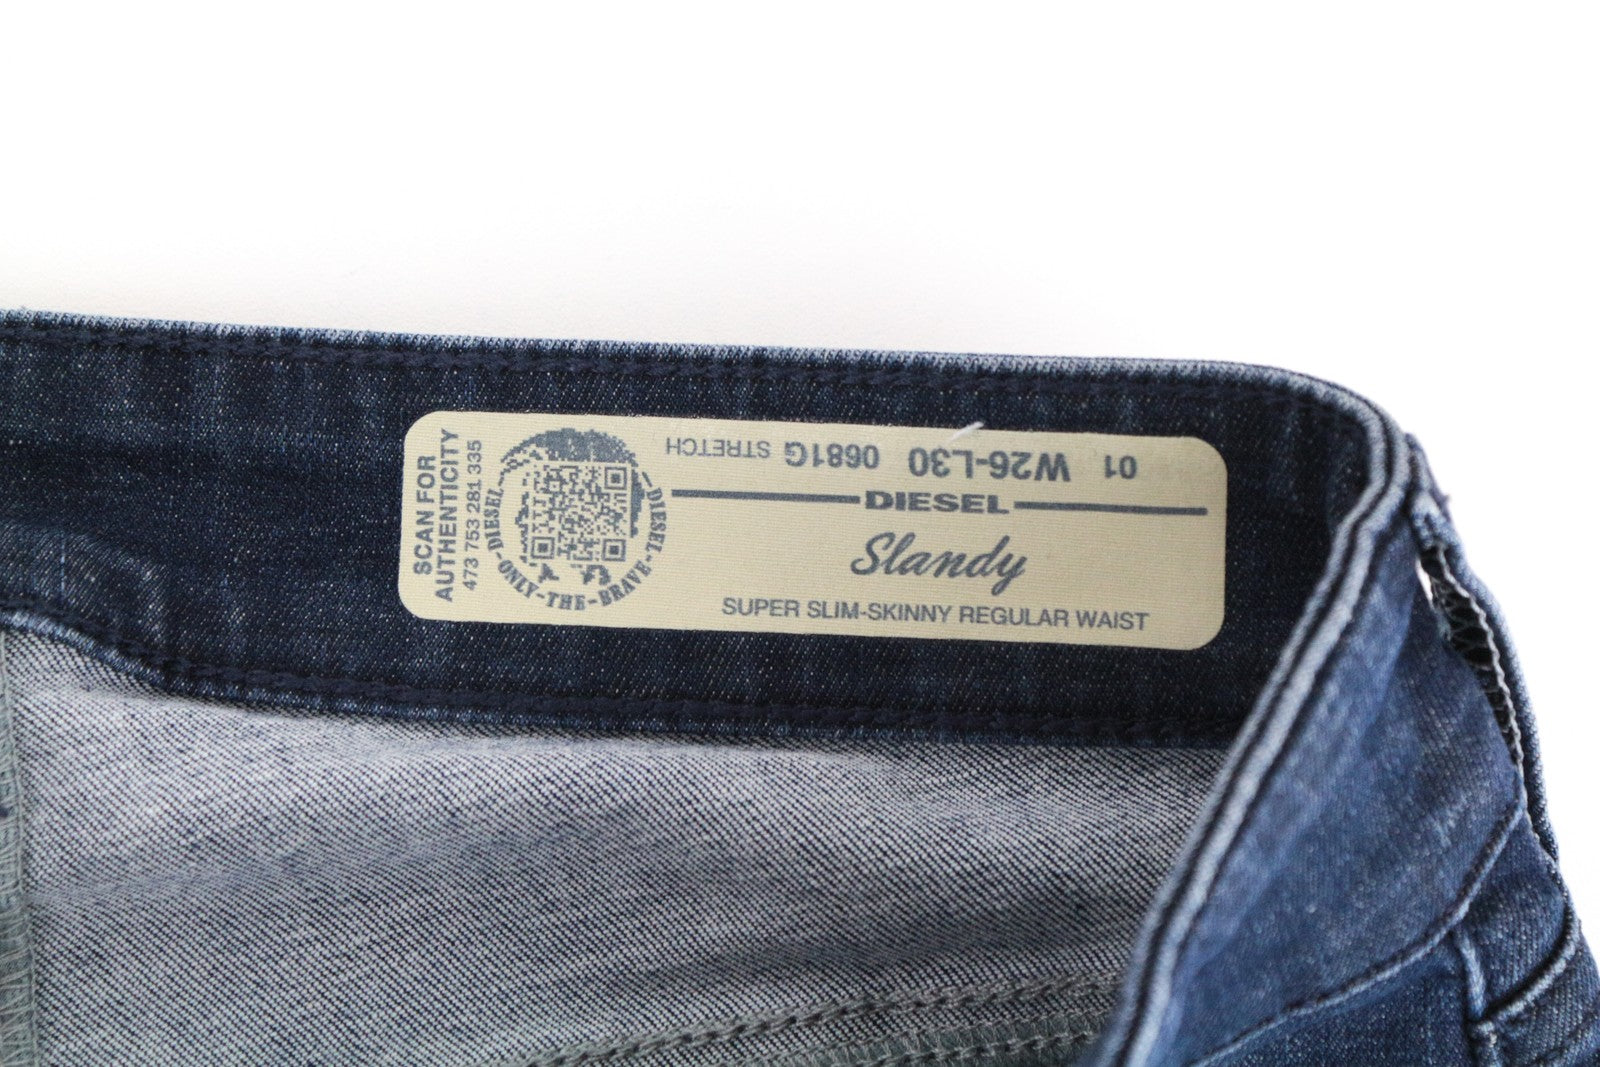 SCAN FOR
AUTHENTICITY
473 753 281 335
DIESEL-ONLY-THE-BRAVE-DIESEL
01 W26-L30 0681G STRETCH
DIESEL
Slandy
SUPER SLIM-SKINNY REGULAR WAIST